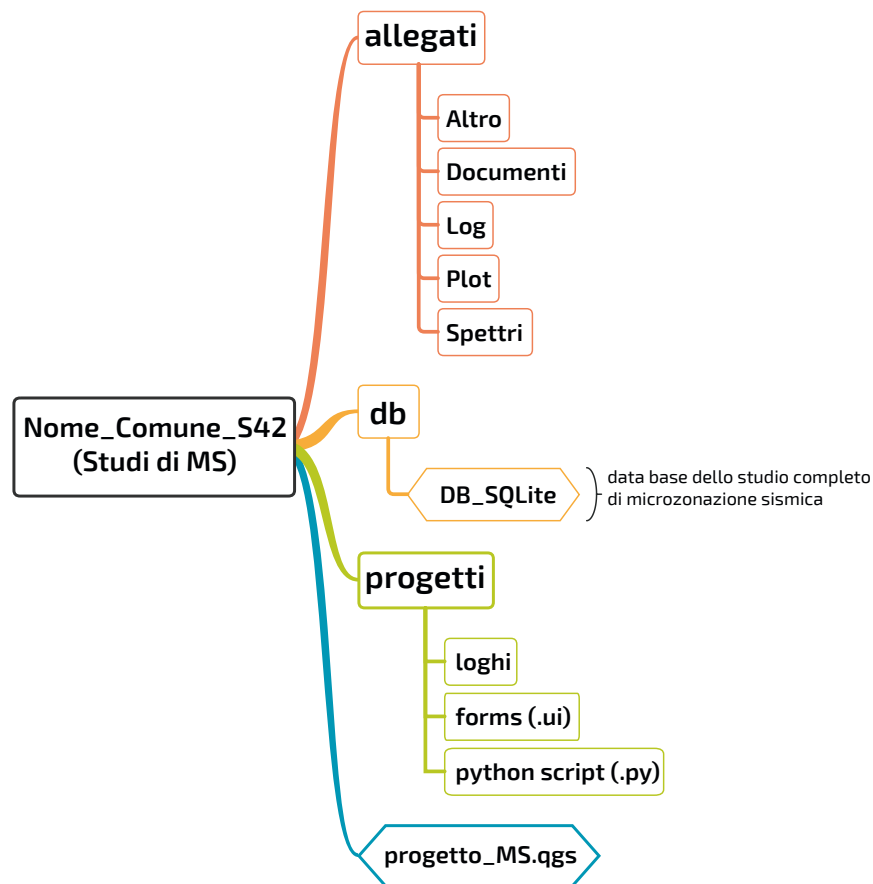 allegati
Altro
Documenti
Log
Plot
Spettri
Nome_Comune_S42
(Studi di MS)
db
DB_SQLite
data base dello studio completo
di microzonazione sismica
progetti
loghi
forms (.ui)
python script (.py)
progetto_MS.qgs